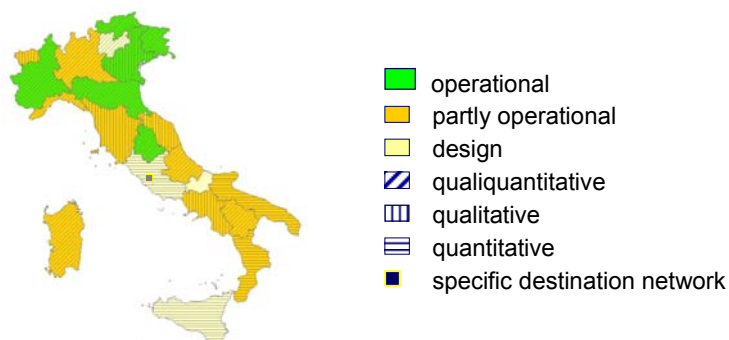 operational
partly operational
design
qualiquantitative
qualitative
quantitative
specific destination network